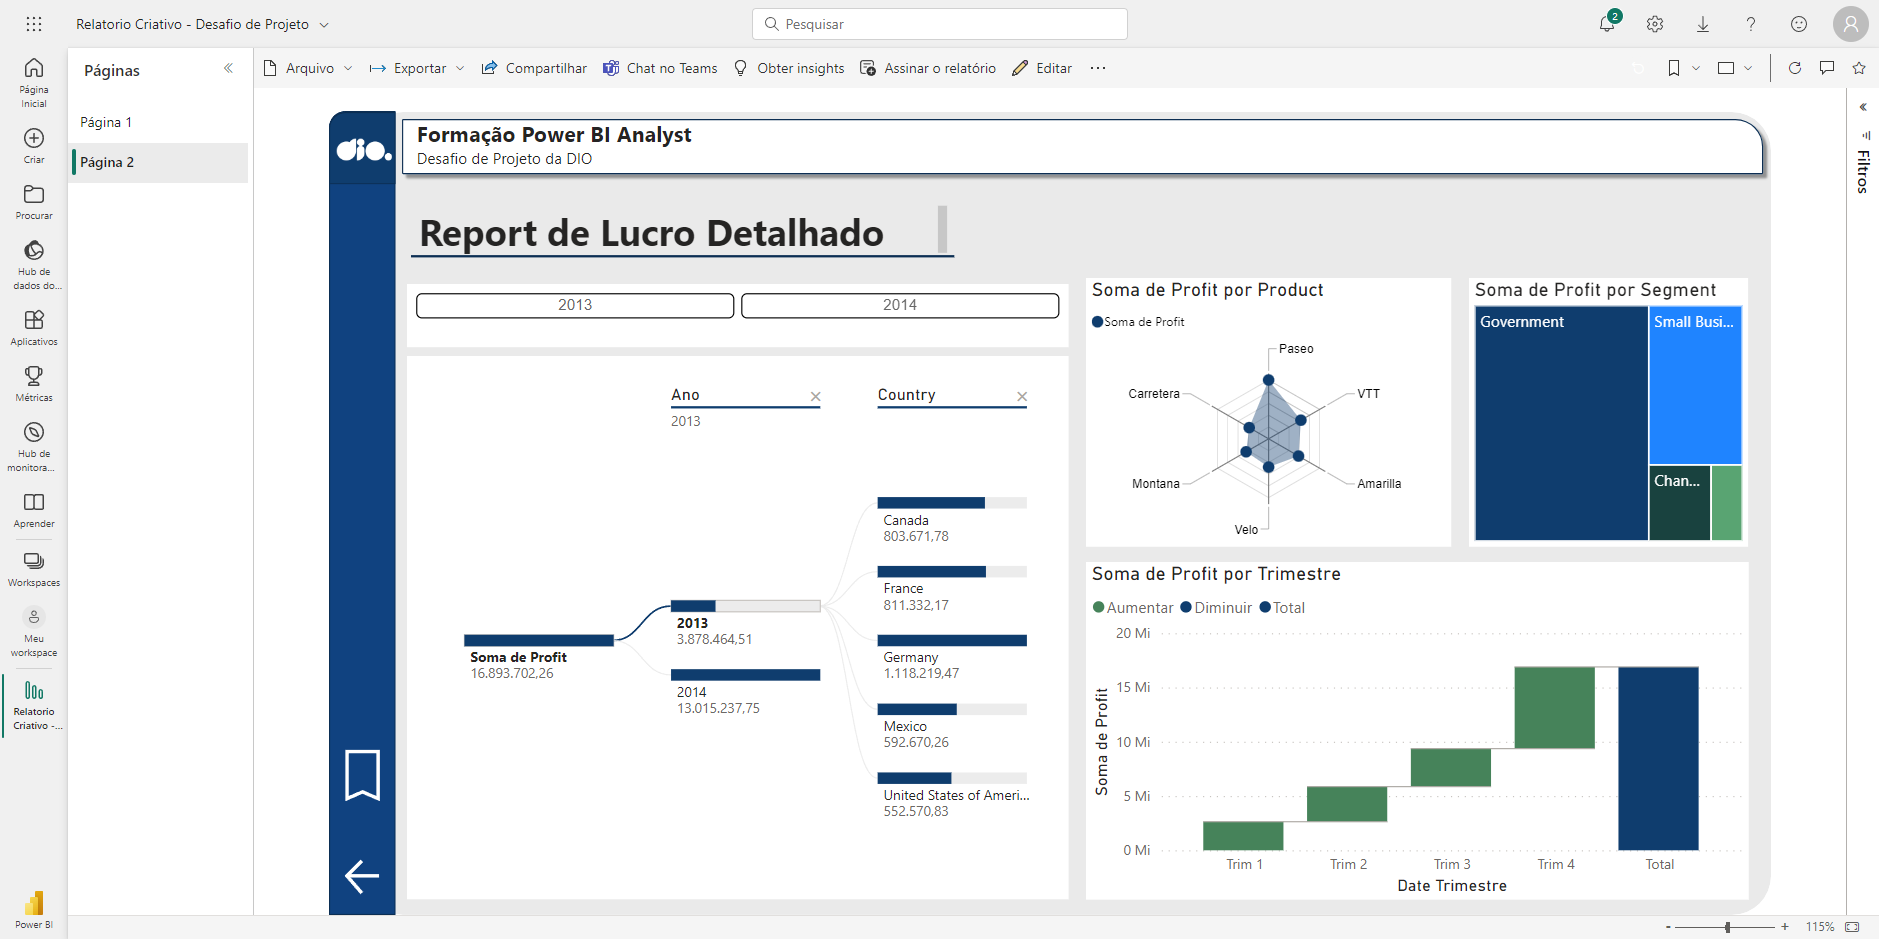 Relatorio Criativo - Desafio de Projeto
Pesquisar
2
?
Página
Inicial
Criar
Procurar
Hub de
dados do...
Aplicativos
Métricas
Hub de
monitora...
Aprender
Workspaces
Meu
workspace
Relatorio
Criativo -...
Power BI
Páginas
Página 1
Página 2
Arquivo
Exportar
Compartilhar
Chat no Teams
Obter insights
Assinar o relatório
Editar
...
Filtros
dio.
Formação Power BI Analyst
Desafio de Projeto da DIO
Report de Lucro Detalhado
2013
2014
Ano
2013
Country
Soma de Profit
16.893.702,26
2013
3.878.464,51
2014
13.015.237,75
Canada
803.671,78
France
811.332,17
Germany
1.118.219,47
Mexico
592.670,26
United States of Ameri...
552.570,83
Soma de Profit por Product
Soma de Profit
Paseo
VTT
Amarilla
Velo
Montana
Carretera
Soma de Profit por Segment
Government
Small Busi...
Chan...
Soma de Profit por Trimestre
Aumentar
Diminuir
Total
Soma de Profit
20 Mi
15 Mi
10 Mi
5 Mi
0 Mi
Trim 1
Trim 2
Trim 3
Trim 4
Total
Date Trimestre
- + 115%